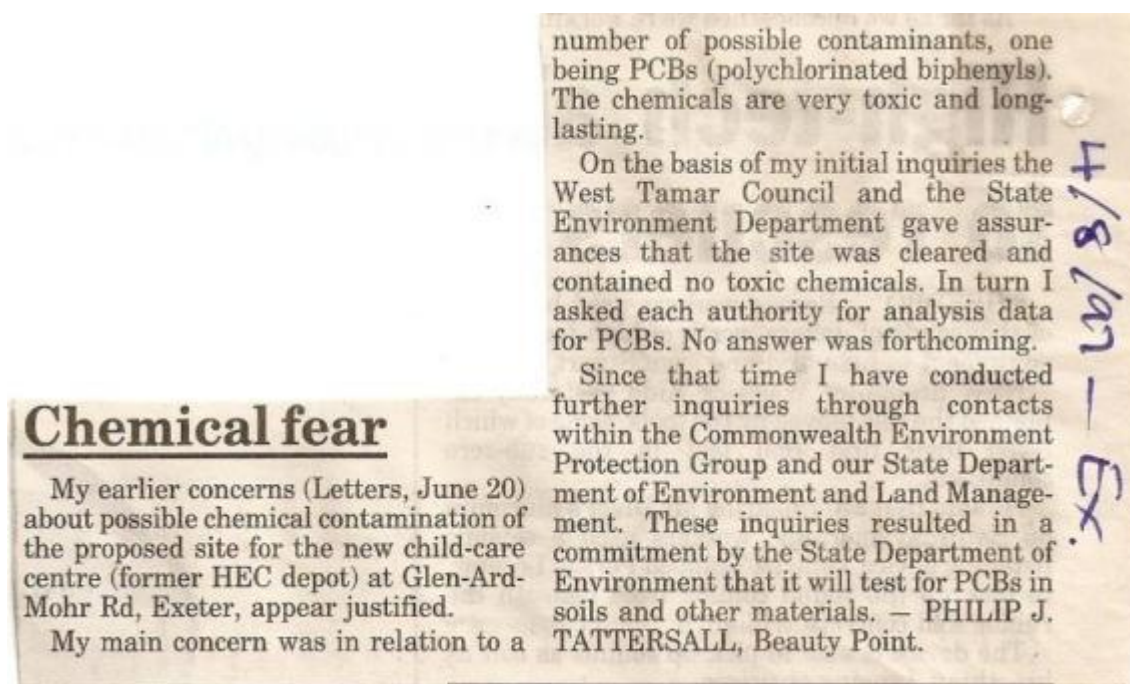 Chemical fear
My earlier concerns (Letters, June 20)
about possible chemical contamination of
the proposed site for the new child-care
centre (former HEC depot) at Glen-Ard-
Mohr Rd, Exeter, appear justified.
My main concern was in relation to a
number of possible contaminants, one
being PCBs (polychlorinated biphenyls).
The chemicals are very toxic and long-
lasting.
On the basis of my initial inquiries the
West Tamar Council and the State
Environment Department gave assur-
ances that the site was cleared and
contained no toxic chemicals. In turn I
asked each authority for analysis data
for PCBs. No answer was forthcoming.
Since that time I have conducted
further inquiries through contacts
within the Commonwealth Environment
Protection Group and our State Depart-
ment of Environment and Land Manage-
ment. These inquiries resulted in a
commitment by the State Department of
Environment that it will test for PCBs in
soils and other materials. — PHILIP J.
TATTERSALL, Beauty Point.
4/8/97 — Ex.